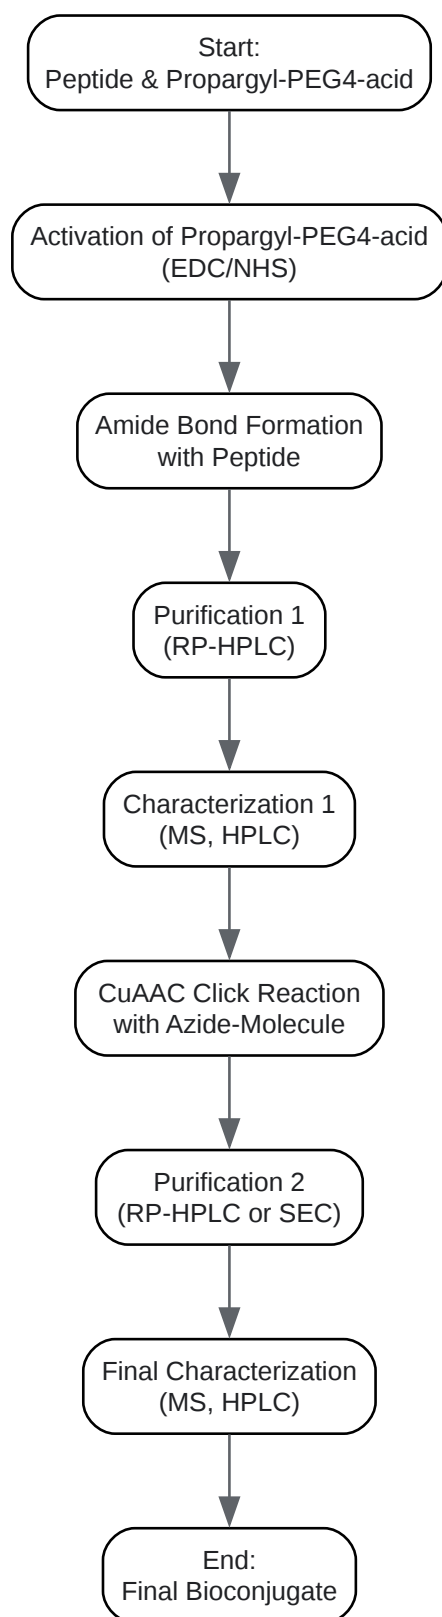 Start:
Peptide & Propargyl-PEG4-acid
Activation of Propargyl-PEG4-acid
(EDC/NHS)
Amide Bond Formation
with Peptide
Purification 1
(RP-HPLC)
Characterization 1
(MS, HPLC)
CuAAC Click Reaction
with Azide-Molecule
Purification 2
(RP-HPLC or SEC)
Final Characterization
(MS, HPLC)
End:
Final Bioconjugate